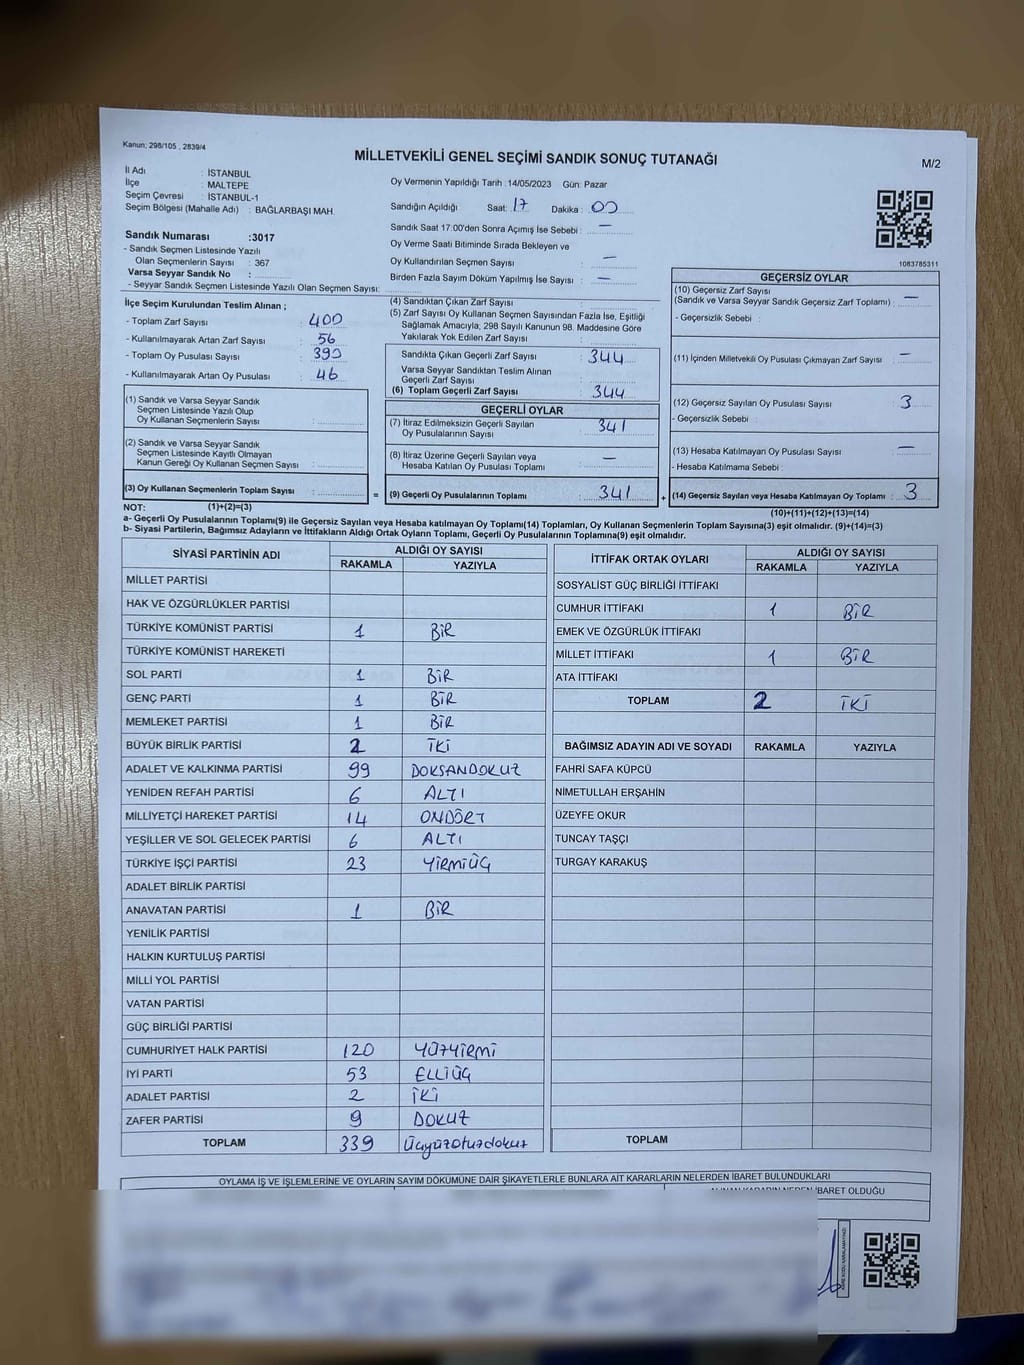 Kanun; 298/105 , 2839/4
MİLLETVEKİLİ GENEL SEÇİMİ SANDIK SONUÇ TUTANAĞI
M/2
İl Adı : İSTANBUL
İlçe : MALTEPE
Seçim Çevresi : İSTANBUL-1
Seçim Bölgesi (Mahalle Adı) : BAĞLARBAŞI MAH.
Oy Vermenin Yapıldığı Tarih :14/05/2023 Gün: Pazar
Sandığın Açıldığı Saat: 17 Dakika : 00
Sandık Saat 17:00'den Sonra Açımış İse Sebebi : —
Oy Verme Saati Bitiminde Sırada Bekleyen ve
Oy Kullandırılan Seçmen Sayısı : —
Birden Fazla Sayım Döküm Yapılmış İse Sayısı : —
1083785311
Sandık Numarası :3017
- Sandık Seçmen Listesinde Yazılı
Olan Seçmenlerin Sayısı : 367
Varsa Seyyar Sandık No :
- Seyyar Sandık Seçmen Listesinde Yazılı Olan Seçmen Sayısı:
İlçe Seçim Kurulundan Teslim Alınan ;
- Toplam Zarf Sayısı : 400
- Kullanılmayarak Artan Zarf Sayısı : 56
- Toplam Oy Pusulası Sayısı : 390
- Kullanılmayarak Artan Oy Pusulası : 46
(1) Sandık ve Varsa Seyyar Sandık
Seçmen Listesinde Yazılı Olup
Oy Kullanan Seçmenlerin Sayısı :
(2) Sandık ve Varsa Seyyar Sandık
Seçmen Listesinde Kayıtlı Olmayan
Kanun Gereği Oy Kullanan Seçmen Sayısı :
(3) Oy Kullanan Seçmenlerin Toplam Sayısı :
(1)+(2)=(3)
(4) Sandıktan Çıkan Zarf Sayısı :
(5) Zarf Sayısı Oy Kullanan Seçmen Sayısından Fazla İse, Eşitliği
Sağlamak Amacıyla; 298 Sayılı Kanunun 98. Maddesine Göre
Yakılarak Yok Edilen Zarf Sayısı :
Sandıkta Çıkan Geçerli Zarf Sayısı : 344
Varsa Seyyar Sandıktan Teslim Alınan
Geçerli Zarf Sayısı :
(6) Toplam Geçerli Zarf Sayısı : 344
GEÇERLİ OYLAR
(7) İtiraz Edilmeksizin Geçerli Sayılan
Oy Pusulalarının Sayısı : 341
(8) İtiraz Üzerine Geçerli Sayılan veya
Hesaba Katılan Oy Pusulası Toplamı : —
= (9) Geçerli Oy Pusulalarının Toplamı : 341 +
GEÇERSİZ OYLAR
(10) Geçersiz Zarf Sayısı
(Sandık ve Varsa Seyyar Sandık Geçersiz Zarf Toplamı) : —
- Geçersizlik Sebebi :
(11) İçinden Milletvekili Oy Pusulası Çıkmayan Zarf Sayısı : —
(12) Geçersiz Sayılan Oy Pusulası Sayısı : 3
- Geçersizlik Sebebi :
(13) Hesaba Katılmayan Oy Pusulası Sayısı : —
- Hesaba Katılmama Sebebi :
(14) Geçersiz Sayılan veya Hesaba Katılmayan Oy Toplamı : 3
(10)+(11)+(12)+(13)=(14)
NOT:
a- Geçerli Oy Pusulalarının Toplamı(9) ile Geçersiz Sayılan veya Hesaba katılmayan Oy Toplamı(14) Toplamları, Oy Kullanan Seçmenlerin Toplam Sayısına(3) eşit olmalıdır. (9)+(14)=(3)
b- Siyasi Partilerin, Bağımsız Adayların ve İttifakların Aldığı Ortak Oyların Toplamı, Geçerli Oy Pusulalarının Toplamına(9) eşit olmalıdır.
SİYASİ PARTİNİN ADI ALDIĞI OY SAYISI
RAKAMLA YAZIYLA
MİLLET PARTİSİ
HAK VE ÖZGÜRLÜKLER PARTİSİ
TÜRKİYE KOMÜNİST PARTİSİ 1 BİR
TÜRKİYE KOMÜNİST HAREKETİ
SOL PARTİ 1 BİR
GENÇ PARTİ 1 BİR
MEMLEKET PARTİSİ 1 BİR
BÜYÜK BİRLİK PARTİSİ 2 İKİ
ADALET VE KALKINMA PARTİSİ 99 DOKSANDOKUZ
YENİDEN REFAH PARTİSİ 6 ALTI
MİLLİYETÇİ HAREKET PARTİSİ 14 ONDÖRT
YEŞİLLER VE SOL GELECEK PARTİSİ 6 ALTI
TÜRKİYE İŞÇİ PARTİSİ 23 YİRMİÜÇ
ADALET BİRLİK PARTİSİ
ANAVATAN PARTİSİ 1 BİR
YENİLİK PARTİSİ
HALKIN KURTULUŞ PARTİSİ
MİLLİ YOL PARTİSİ
VATAN PARTİSİ
GÜÇ BİRLİĞİ PARTİSİ
CUMHURİYET HALK PARTİSİ 120 YÜZYİRMİ
İYİ PARTİ 53 ELLİÜÇ
ADALET PARTİSİ 2 İKİ
ZAFER PARTİSİ 9 DOKUZ
TOPLAM 339 Üçyüzotuzdokuz
İTTİFAK ORTAK OYLARI ALDIĞI OY SAYISI
RAKAMLA YAZIYLA
SOSYALİST GÜÇ BİRLİĞİ İTTİFAKI
CUMHUR İTTİFAKI 1 BİR
EMEK VE ÖZGÜRLÜK İTTİFAKI
MİLLET İTTİFAKI 1 BİR
ATA İTTİFAKI
TOPLAM 2 İKİ
BAĞIMSIZ ADAYIN ADI VE SOYADI RAKAMLA YAZIYLA
FAHRİ SAFA KÜPCÜ
NİMETULLAH ERŞAHİN
ÜZEYFE OKUR
TUNCAY TAŞÇI
TURGAY KARAKUŞ
TOPLAM
OYLAMA İŞ VE İŞLEMLERİNE VE OYLARIN SAYIM DÖKÜMÜNE DAİR ŞİKAYETLERLE BUNLARA AİT KARARLARIN NELERDEN İBARET BULUNDUKLARI
İBARET OLDUĞU